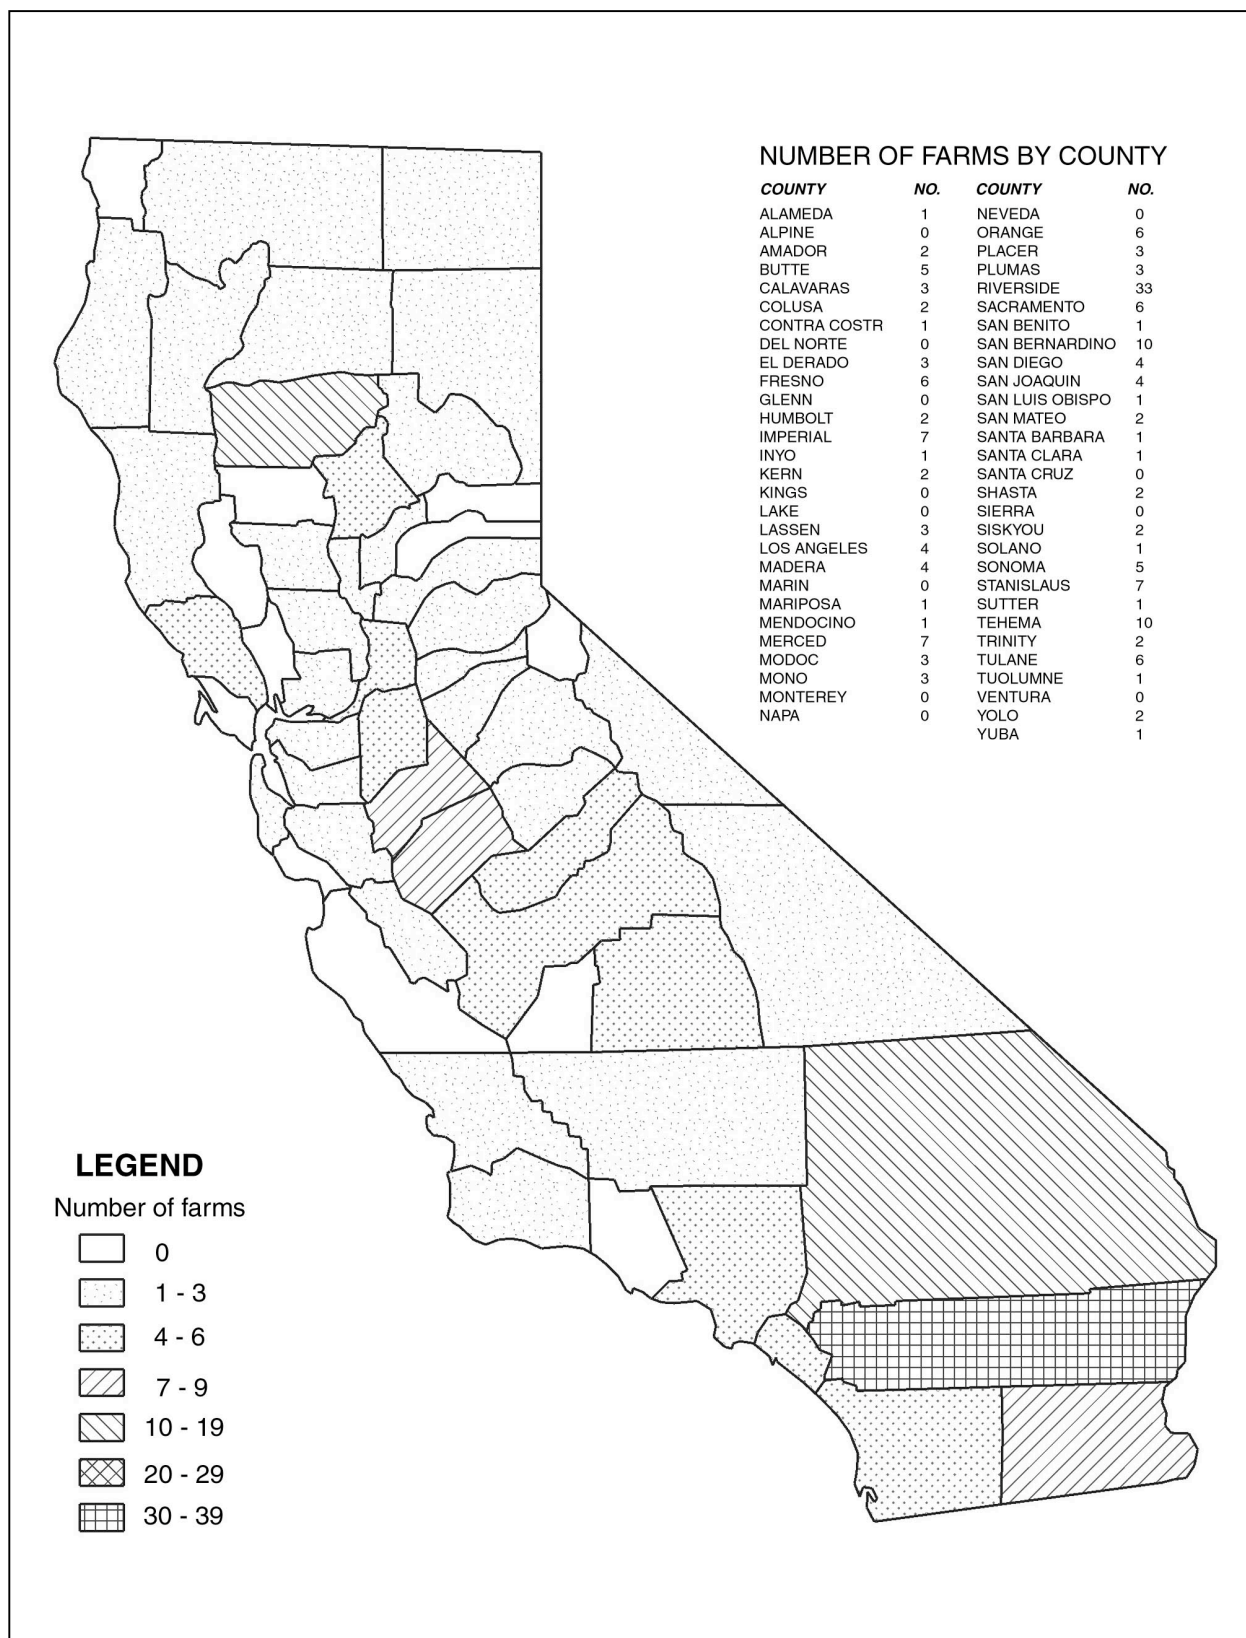 NUMBER OF FARMS BY COUNTY
COUNTY NO. COUNTY NO.
ALAMEDA 1 NEVEDA 0
ALPINE 0 ORANGE 6
AMADOR 2 PLACER 3
BUTTE 5 PLUMAS 3
CALAVARAS 3 RIVERSIDE 33
COLUSA 2 SACRAMENTO 6
CONTRA COSTR 1 SAN BENITO 1
DEL NORTE 0 SAN BERNARDINO 10
EL DERADO 3 SAN DIEGO 4
FRESNO 6 SAN JOAQUIN 4
GLENN 0 SAN LUIS OBISPO 1
HUMBOLT 2 SAN MATEO 2
IMPERIAL 7 SANTA BARBARA 1
INYO 1 SANTA CLARA 1
KERN 2 SANTA CRUZ 0
KINGS 0 SHASTA 2
LAKE 0 SIERRA 0
LASSEN 3 SISKYOU 2
LOS ANGELES 4 SOLANO 1
MADERA 4 SONOMA 5
MARIN 0 STANISLAUS 7
MARIPOSA 1 SUTTER 1
MENDOCINO 1 TEHEMA 10
MERCED 7 TRINITY 2
MODOC 3 TULANE 6
MONO 3 TUOLUMNE 1
MONTEREY 0 VENTURA 0
NAPA 0 YOLO 2
YUBA 1
LEGEND
Number of farms
0
1 - 3
4 - 6
7 - 9
10 - 19
20 - 29
30 - 39